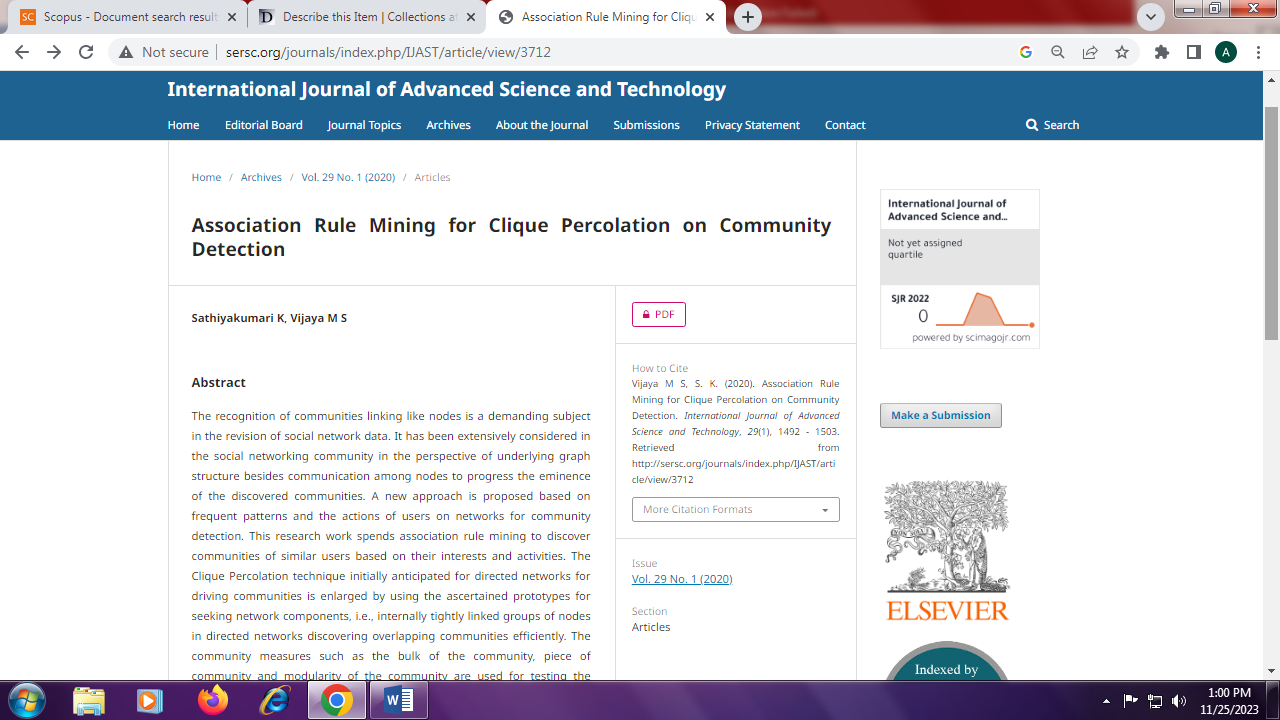 Scopus - Document search result
Describe this Item | Collections at
Association Rule Mining for Cliqu
Not secure
sersc.org/journals/index.php/IJAST/article/view/3712
A
International Journal of Advanced Science and Technology
Home
Editorial Board
Journal Topics
Archives
About the Journal
Submissions
Privacy Statement
Contact
Search
Home / Archives / Vol. 29 No. 1 (2020) / Articles
Association Rule Mining for Clique Percolation on Community
Detection
Sathiyakumari K, Vijaya M S
Abstract
The recognition of communities linking like nodes is a demanding subject
in the revision of social network data. It has been extensively considered in
the social networking community in the perspective of underlying graph
structure besides communication among nodes to progress the eminence
of the discovered communities. A new approach is proposed based on
frequent patterns and the actions of users on networks for community
detection. This research work spends association rule mining to discover
communities of similar users based on their interests and activities. The
Clique Percolation technique initially anticipated for directed networks for
driving communities is enlarged by using the ascertained prototypes for
seeking network components, i.e., internally tightly linked groups of nodes
in directed networks discovering overlapping communities efficiently. The
community measures such as the bulk of the community, piece of
community and modularity of the community are used for testing the
PDF
How to Cite
Vijaya M S, S. K. (2020). Association Rule
Mining for Clique Percolation on Community
Detection. International Journal of Advanced
Science and Technology, 29(1), 1492 - 1503.
Retrieved from
http://sersc.org/journals/index.php/IJAST/arti
cle/view/3712
More Citation Formats
Issue
Vol. 29 No. 1 (2020)
Section
Articles
International Journal of
Advanced Science and...
Not yet assigned
quartile
SJR 2022
0
powered by scimagojr.com
Make a Submission
ELSEVIER
Indexed by
1:00 PM
11/25/2023